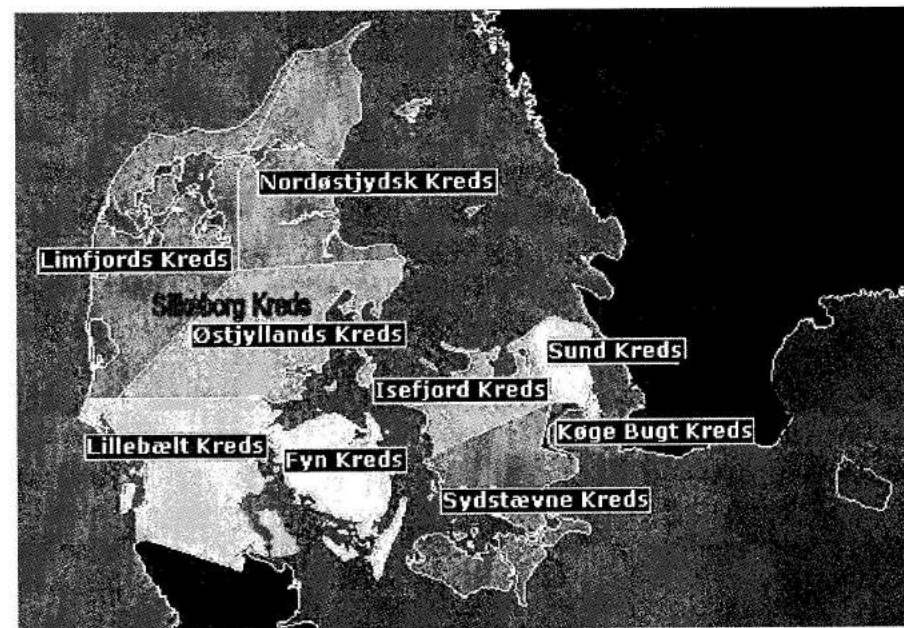 Nordøstjydsk Kreds
Limfjords Kreds
Silkeborg Kreds
Østjyllands Kreds
Sund Kreds
Isefjord Kreds
Køge Bugt Kreds
Lillebælt Kreds
Fyn Kreds
Sydstævne Kreds